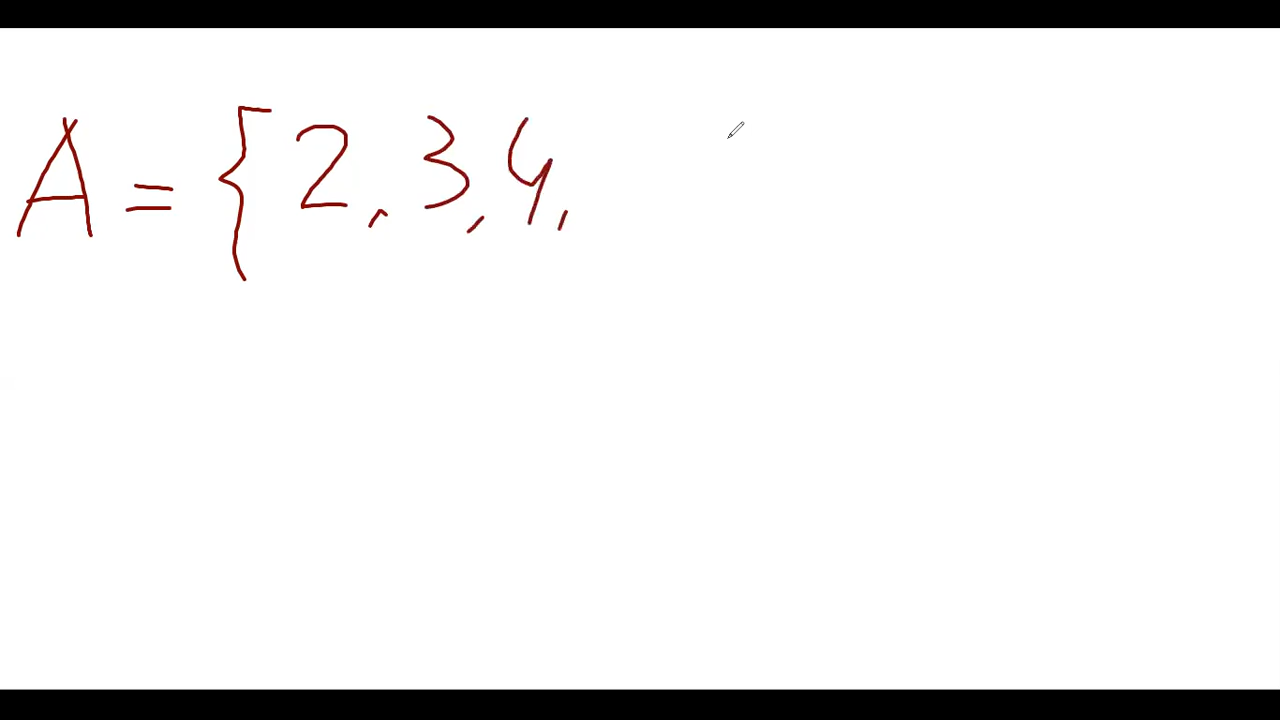 A = { 2, 3, 4,